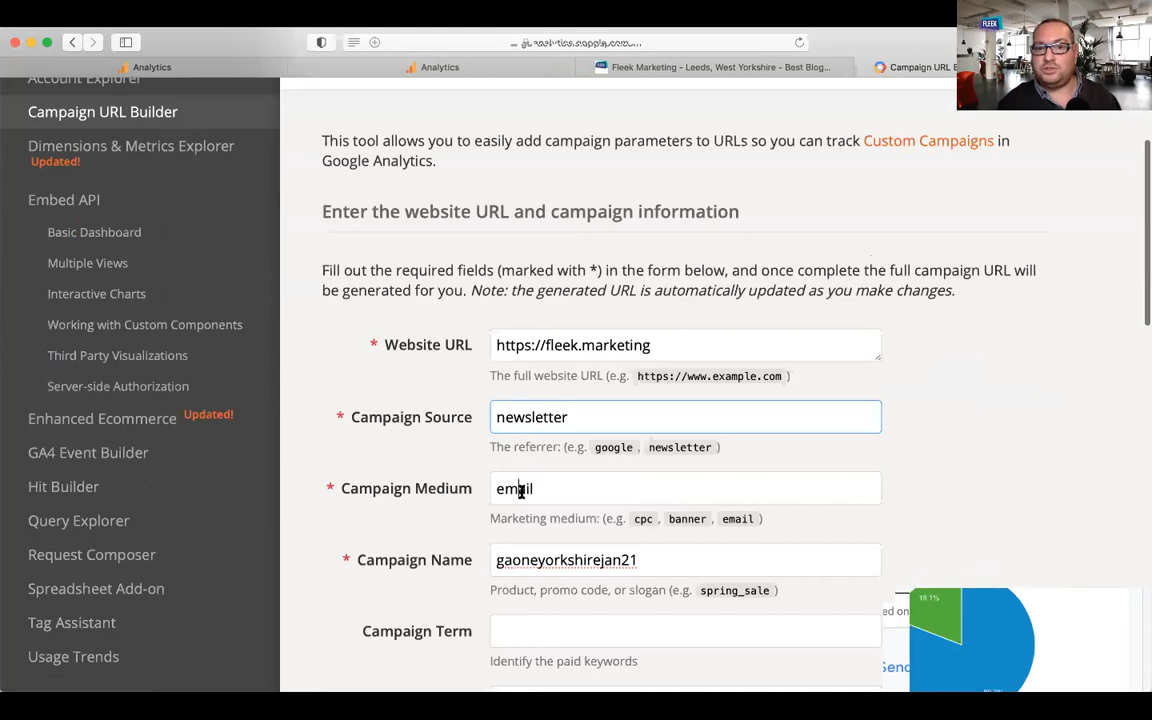 FLEEK
Analytics
Analytics
Fleek Marketing - Leeds, West Yorkshire - Best Blog...
Campaign URL B
Account Explorer
Campaign URL Builder
Dimensions & Metrics Explorer
Updated!
Embed API
Basic Dashboard
Multiple Views
Interactive Charts
Working with Custom Components
Third Party Visualizations
Server-side Authorization
Enhanced Ecommerce Updated!
GA4 Event Builder
Hit Builder
Query Explorer
Request Composer
Spreadsheet Add-on
Tag Assistant
Usage Trends
This tool allows you to easily add campaign parameters to URLs so you can track Custom Campaigns in
Google Analytics.
Enter the website URL and campaign information
Fill out the required fields (marked with *) in the form below, and once complete the full campaign URL will
be generated for you. Note: the generated URL is automatically updated as you make changes.
* Website URL https://fleek.marketing
The full website URL (e.g. https://www.example.com )
* Campaign Source newsletter
The referrer: (e.g. google , newsletter )
* Campaign Medium email
Marketing medium: (e.g. cpc , banner , email )
* Campaign Name gaoneyorkshirejan21
Product, promo code, or slogan (e.g. spring_sale )
Campaign Term
Identify the paid keywords
19.1%
ed on
Send